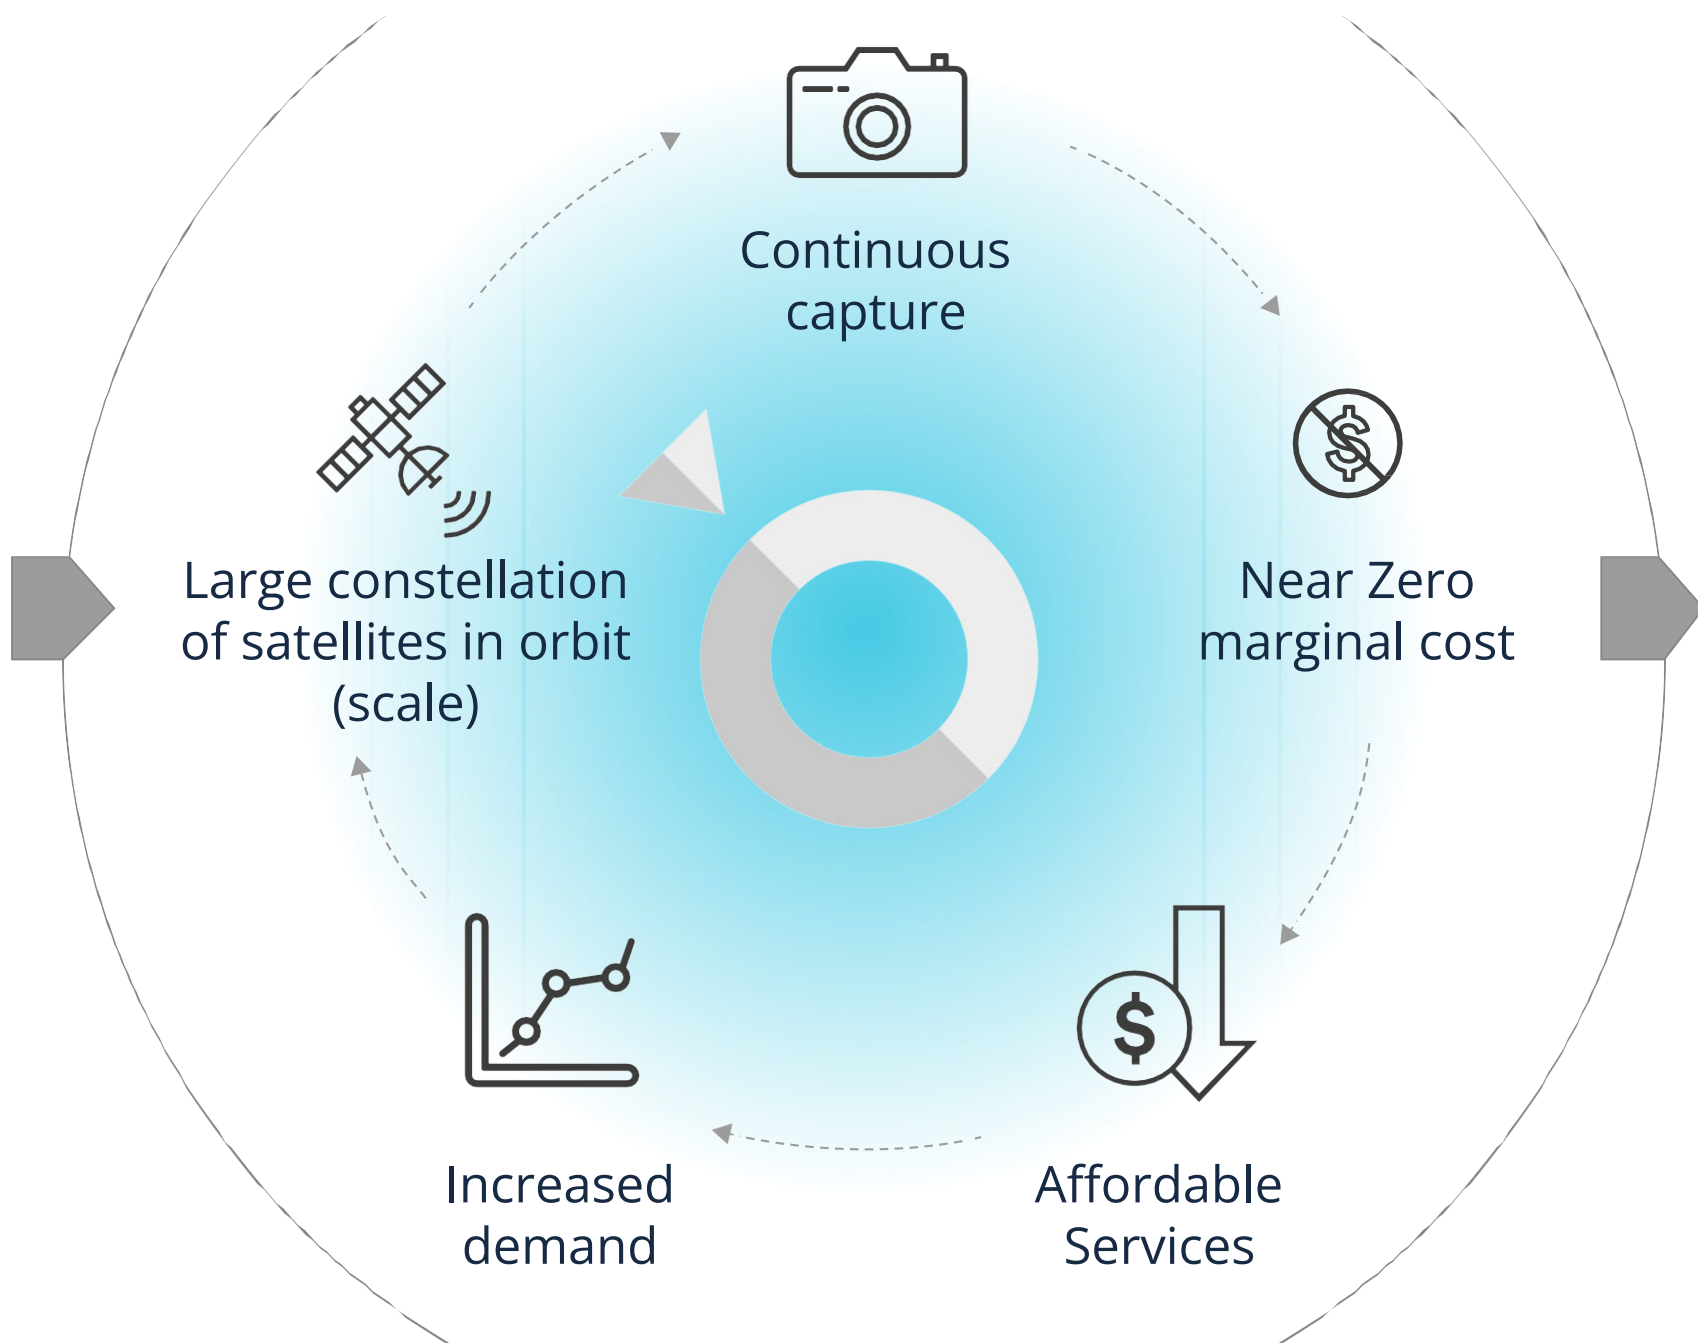 Continuous
capture
Large constellation
of satellites in orbit
(scale)
Near Zero
marginal cost
Increased
demand
$
Affordable
Services